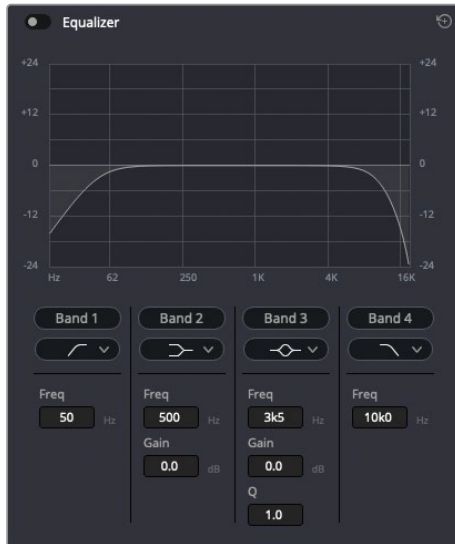 Equalizer
+24 +24
+12 +12
0 0
-12 -12
-24 -24
Hz 62 250 1K 4K 16K
Band 1 Band 2 Band 3 Band 4
Freq Freq Freq Freq
50 Hz 500 Hz 3k5 Hz 10k0 Hz
Gain Gain
0.0 dB 0.0 dB
Q
1.0